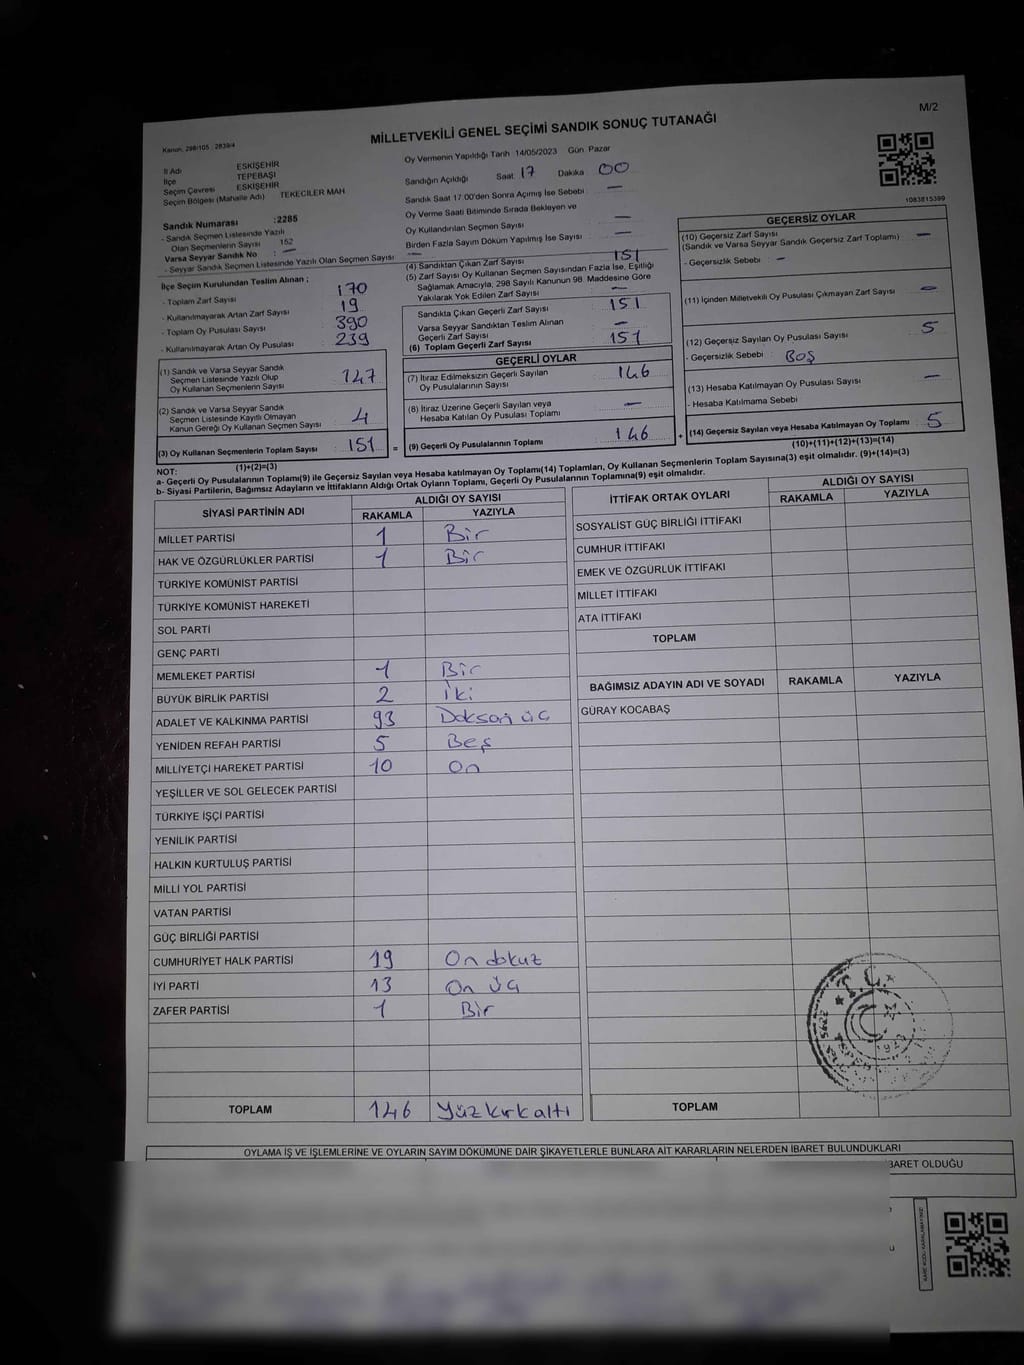 M/2
MİLLETVEKİLİ GENEL SEÇİMİ SANDIK SONUÇ TUTANAĞI
Kanun: 298/105 2839/4
İl Adı ESKİŞEHİR
İlçe TEPEBAŞI
Seçim Çevresi ESKİŞEHİR
Seçim Bölgesi (Mahalle Adı) TEKECİLER MAH
Sandık Numarası :2285
- Sandık Seçmen Listesinde Yazılı
Olan Seçmenlerin Sayısı 152
Varsa Seyyar Sandık No : —
- Seyyar Sandık Seçmen Listesinde Yazılı Olan Seçmen Sayısı —
İlçe Seçim Kurulundan Teslim Alınan ;
- Toplam Zarf Sayısı 170
- Kullanılmayarak Artan Zarf Sayısı 19
- Toplam Oy Pusulası Sayısı 390
- Kullanılmayarak Artan Oy Pusulası 239
(1) Sandık ve Varsa Seyyar Sandık
Seçmen Listesinde Yazılı Olup
Oy Kullanan Seçmenlerin Sayısı 147
(2) Sandık ve Varsa Seyyar Sandık
Seçmen Listesinde Kayıtlı Olmayan
Kanun Gereği Oy Kullanan Seçmen Sayısı 4
(3) Oy Kullanan Seçmenlerin Toplam Sayısı 151 =
(1)+(2)=(3)
Oy Vermenin Yapıldığı Tarih 14/05/2023 Gün Pazar
Sandığın Açıldığı Saat 17 Dakika 00
Sandık Saat 17.00'den Sonra Açımış İse Sebebi —
Oy Verme Saati Bitiminde Sırada Bekleyen ve
Oy Kullandırılan Seçmen Sayısı —
Birden Fazla Sayım Döküm Yapılmış İse Sayısı —
(4) Sandıktan Çıkan Zarf Sayısı 151
(5) Zarf Sayısı Oy Kullanan Seçmen Sayısından Fazla İse, Eşitliği
Sağlamak Amacıyla, 298 Sayılı Kanunun 98. Maddesine Göre
Yakılarak Yok Edilen Zarf Sayısı —
Sandıkta Çıkan Geçerli Zarf Sayısı 151
Varsa Seyyar Sandıktan Teslim Alınan
Geçerli Zarf Sayısı —
(6) Toplam Geçerli Zarf Sayısı 151
GEÇERLİ OYLAR
(7) İtiraz Edilmeksizin Geçerli Sayılan
Oy Pusulalarının Sayısı 146
(8) İtiraz Üzerine Geçerli Sayılan veya
Hesaba Katılan Oy Pusulası Toplamı —
(9) Geçerli Oy Pusulalarının Toplamı 146 +
1083815399
GEÇERSİZ OYLAR
(10) Geçersiz Zarf Sayısı
(Sandık ve Varsa Seyyar Sandık Geçersiz Zarf Toplamı) —
- Geçersizlik Sebebi : —
(11) İçinden Milletvekili Oy Pusulası Çıkmayan Zarf Sayısı —
(12) Geçersiz Sayılan Oy Pusulası Sayısı 5
- Geçersizlik Sebebi : Boş
(13) Hesaba Katılmayan Oy Pusulası Sayısı —
- Hesaba Katılmama Sebebi
(14) Geçersiz Sayılan veya Hesaba Katılmayan Oy Toplamı 5
(10)+(11)+(12)+(13)=(14)
NOT:
a- Geçerli Oy Pusulalarının Toplamı(9) ile Geçersiz Sayılan veya Hesaba katılmayan Oy Toplamı(14) Toplamları, Oy Kullanan Seçmenlerin Toplam Sayısına(3) eşit olmalıdır. (9)+(14)=(3)
b- Siyasi Partilerin, Bağımsız Adayların ve İttifakların Aldığı Ortak Oyların Toplamı, Geçerli Oy Pusulalarının Toplamına(9) eşit olmalıdır.
SİYASİ PARTİNİN ADI ALDIĞI OY SAYISI
RAKAMLA YAZIYLA
MİLLET PARTİSİ 1 Bir
HAK VE ÖZGÜRLÜKLER PARTİSİ 1 Bir
TÜRKİYE KOMÜNİST PARTİSİ
TÜRKİYE KOMÜNİST HAREKETİ
SOL PARTİ
GENÇ PARTİ
MEMLEKET PARTİSİ 1 Bir
BÜYÜK BİRLİK PARTİSİ 2 İki
ADALET VE KALKINMA PARTİSİ 93 Doksan üç
YENİDEN REFAH PARTİSİ 5 Beş
MİLLİYETÇİ HAREKET PARTİSİ 10 On
YEŞİLLER VE SOL GELECEK PARTİSİ
TÜRKİYE İŞÇİ PARTİSİ
YENİLİK PARTİSİ
HALKIN KURTULUŞ PARTİSİ
MİLLİ YOL PARTİSİ
VATAN PARTİSİ
GÜÇ BİRLİĞİ PARTİSİ
CUMHURİYET HALK PARTİSİ 19 On dokuz
İYİ PARTİ 13 On üç
ZAFER PARTİSİ 1 Bir
TOPLAM 146 Yüz kırk altı
İTTİFAK ORTAK OYLARI ALDIĞI OY SAYISI
RAKAMLA YAZIYLA
SOSYALİST GÜÇ BİRLİĞİ İTTİFAKI
CUMHUR İTTİFAKI
EMEK VE ÖZGÜRLÜK İTTİFAKI
MİLLET İTTİFAKI
ATA İTTİFAKI
TOPLAM
BAĞIMSIZ ADAYIN ADI VE SOYADI RAKAMLA YAZIYLA
GÜRAY KOCABAŞ
T.C.
TOPLAM
OYLAMA İŞ VE İŞLEMLERİNE VE OYLARIN SAYIM DÖKÜMÜNE DAİR ŞİKAYETLERLE BUNLARA AİT KARARLARIN NELERDEN İBARET BULUNDUKLARI
BARET OLDUĞU
KARE KODU KARALAMAYINIZ